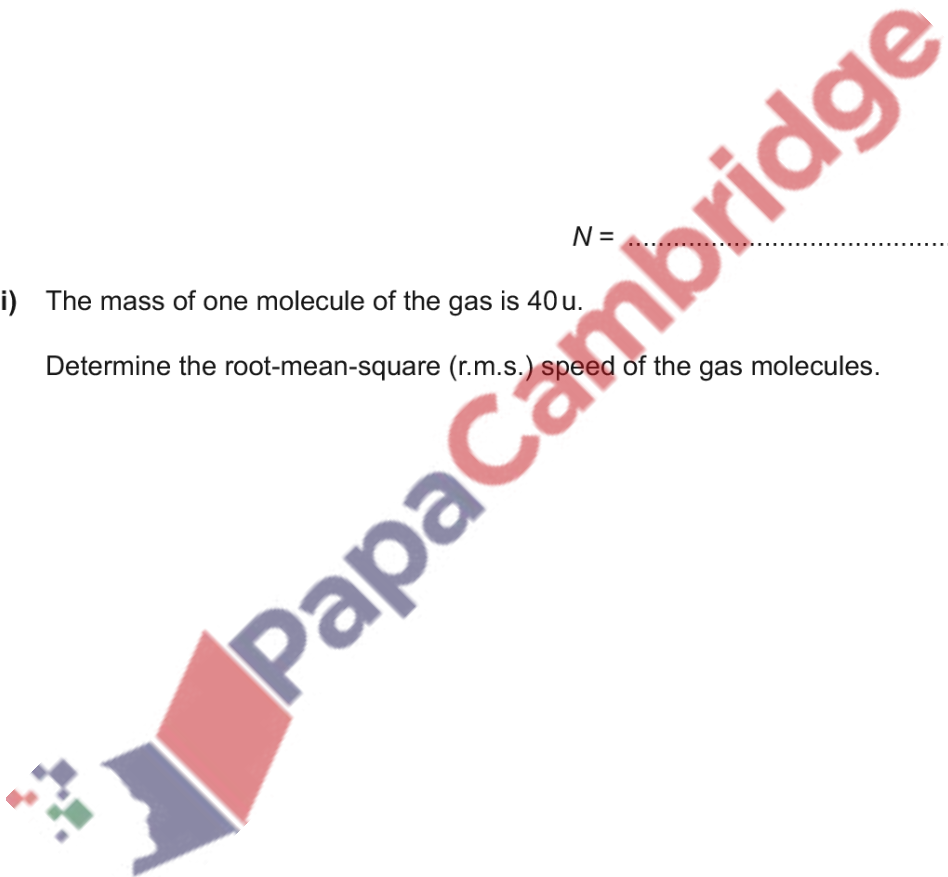 N = ..........................................
i) The mass of one molecule of the gas is 40 u.
Determine the root-mean-square (r.m.s.) speed of the gas molecules.
PapaCambridge